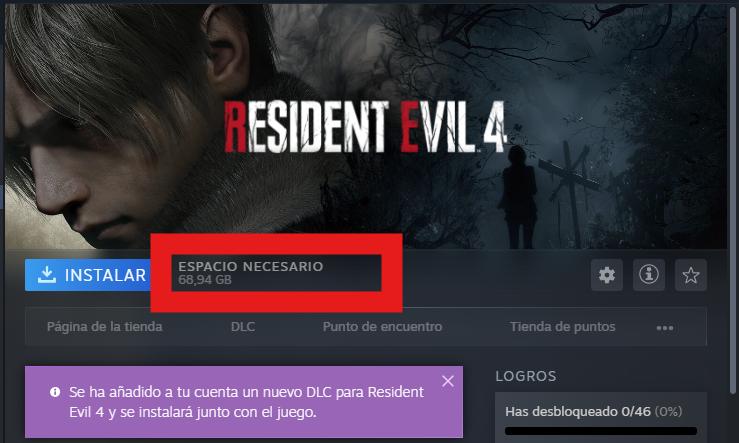 RESIDENT EVIL 4
INSTALAR
ESPACIO NECESARIO
68,94 GB
Página de la tienda
DLC
Punto de encuentro
Tienda de puntos
Se ha añadido a tu cuenta un nuevo DLC para Resident
Evil 4 y se instalará junto con el juego.
LOGROS
Has desbloqueado 0/46 (0%)